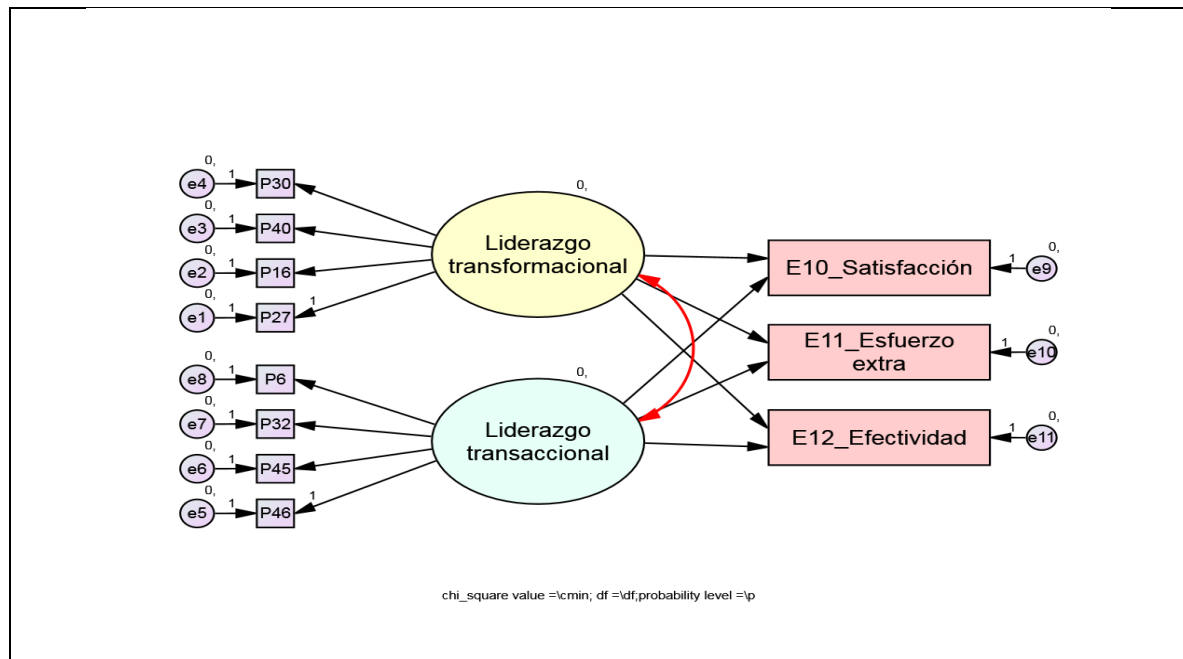 0,
e4 1 P30
0,
e3 1 P40
0,
e2 1 P16
0,
e1 1 P27 1
0,
Liderazgo
transformacional
0,
e8 1 P6
0,
e7 1 P32
0,
e6 1 P45
0,
e5 1 P46 1
0,
Liderazgo
transaccional
E10_Satisfacción 1 e9
0,
E11_Esfuerzo
extra
1 e10
0,
E12_Efectividad 1 e11
0,
chi_square value =\cmin; df =\df;probability level =\p